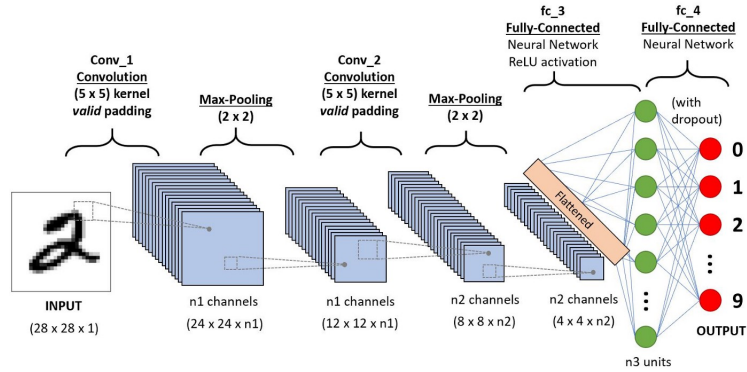 fc_3
Fully-Connected
Neural Network
ReLU activation
fc_4
Fully-Connected
Neural Network
Conv_1
Convolution
(5 x 5) kernel
valid padding
Max-Pooling
(2 x 2)
Conv_2
Convolution
(5 x 5) kernel
valid padding
Max-Pooling
(2 x 2)
(with
dropout)
Flattened
2
0
1
2
9
INPUT
(28 x 28 x 1)
n1 channels
(24 x 24 x n1)
n1 channels
(12 x 12 x n1)
n2 channels
(8 x 8 x n2)
n2 channels
(4 x 4 x n2)
OUTPUT
n3 units